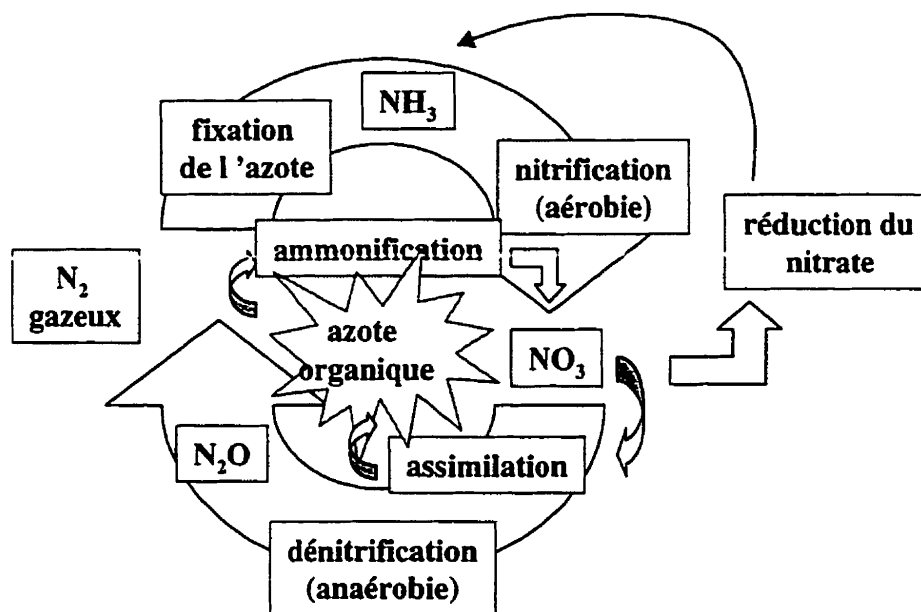 NH₃
fixation
de l 'azote
nitrification
(aérobie)
réduction du
nitrate
ammonification
N₂
gazeux
azote
organique
NO₃
N₂O
assimilation
dénitrification
(anaérobie)